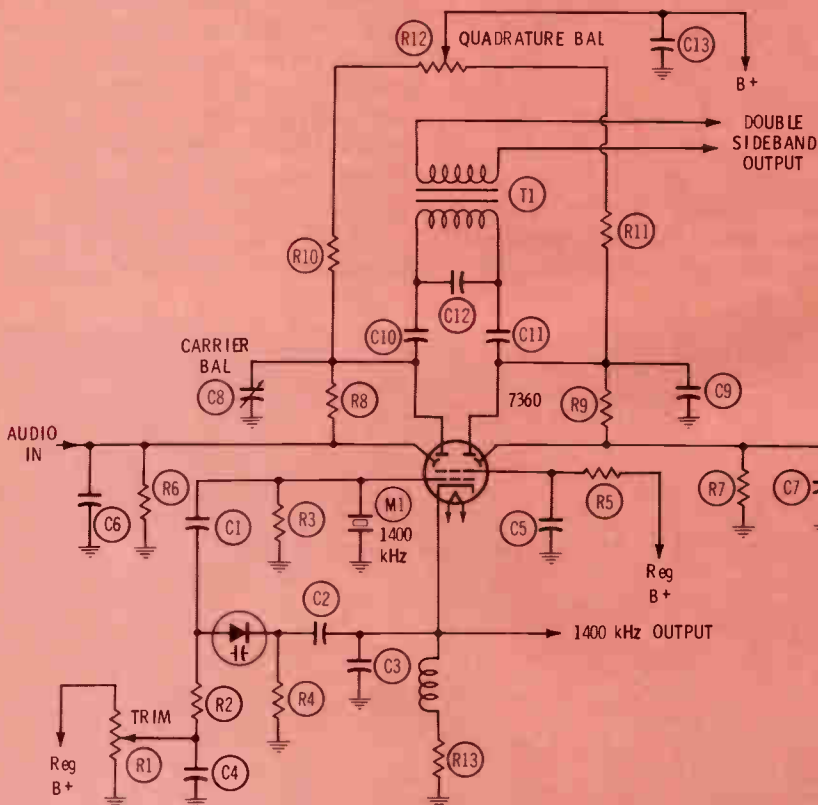 R12
QUADRATURE BAL
C13
B+
DOUBLE
SIDEBAND
OUTPUT
T1
R10
R11
C12
C10
C11
CARRIER
BAL
C8
R8
7360
R9
C9
AUDIO
IN
R6
C6
C1
R3
M1
1400
kHz
C5
R5
R7
C7
Reg
B+
C2
1400 kHz OUTPUT
C3
R2
R4
TRIM
R1
C4
R13
Reg
B+